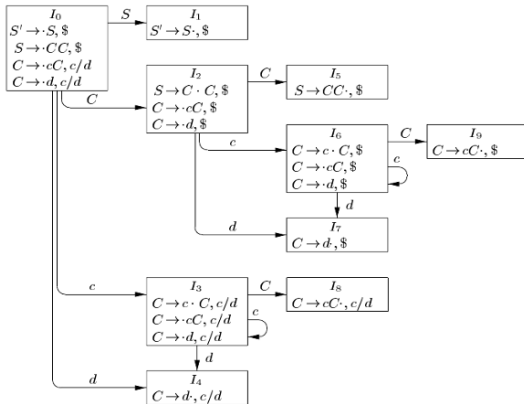 I₀
S′ → ·S, $
S → ·CC, $
C → ·cC, c/d
C → ·d, c/d
S
I₁
S′ → S·, $
C
I₂
S → C · C, $
C → ·cC, $
C → ·d, $
C
I₅
S → CC·, $
c
I₆
C → c · C, $
C → ·cC, $
C → ·d, $
C
c
I₉
C → cC·, $
d
d
I₇
C → d·, $
c
I₃
C → c · C, c/d
C → ·cC, c/d
C → ·d, c/d
C
c
I₈
C → cC·, c/d
d
d
I₄
C → d·, c/d